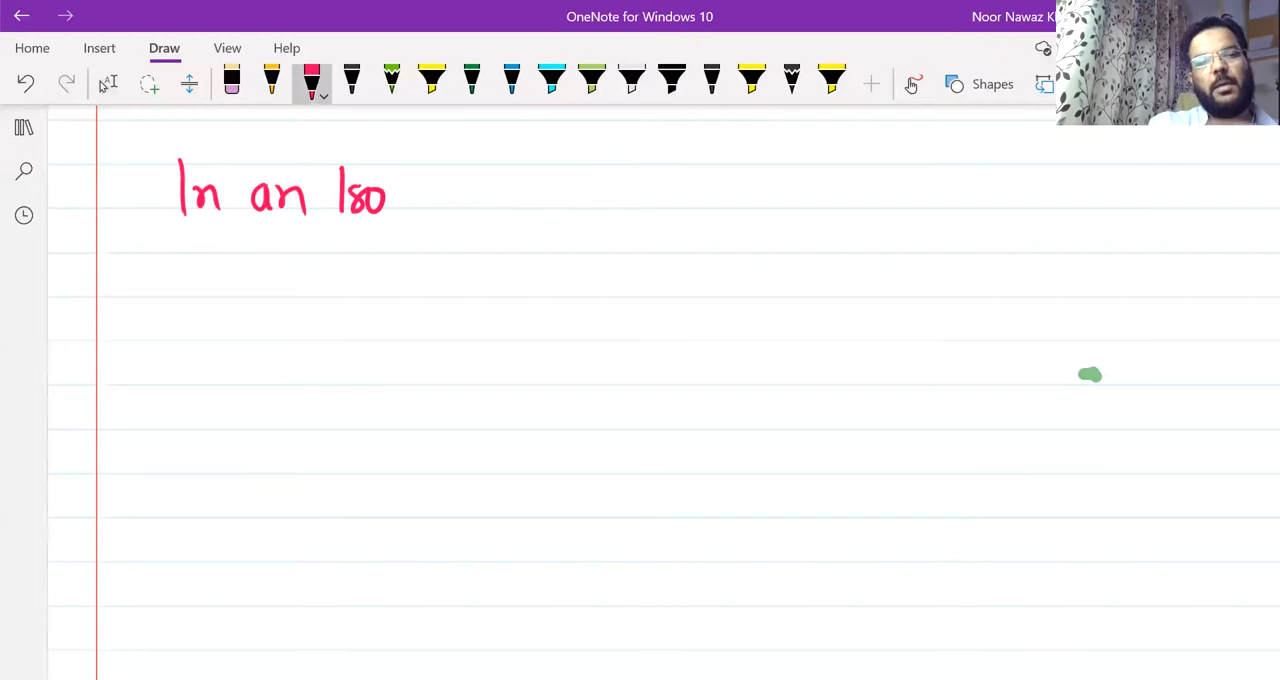 OneNote for Windows 10
Noor Nawaz K
Home Insert Draw View Help
Shapes
In an Iso